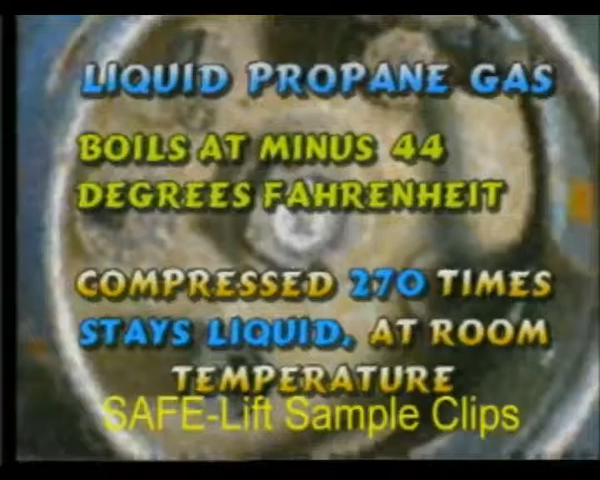 LIQUID PROPANE GAS
BOILS AT MINUS 44
DEGREES FAHRENHEIT
COMPRESSED 270 TIMES
STAYS LIQUID, AT ROOM
TEMPERATURE
SAFE-Lift Sample Clips